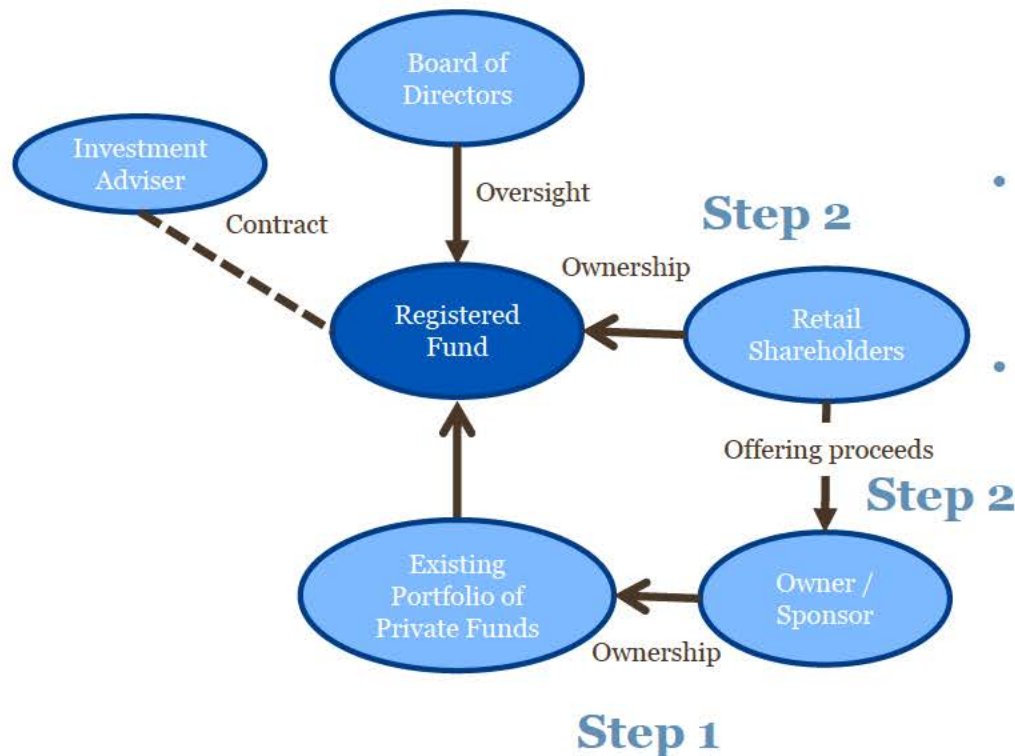 Board of
Directors
Investment
Adviser
Oversight
Contract
Step 2
Ownership
Registered
Fund
Retail
Shareholders
Offering proceeds
Step 2
Existing
Portfolio of
Private Funds
Owner /
Sponsor
Ownership
Step 1